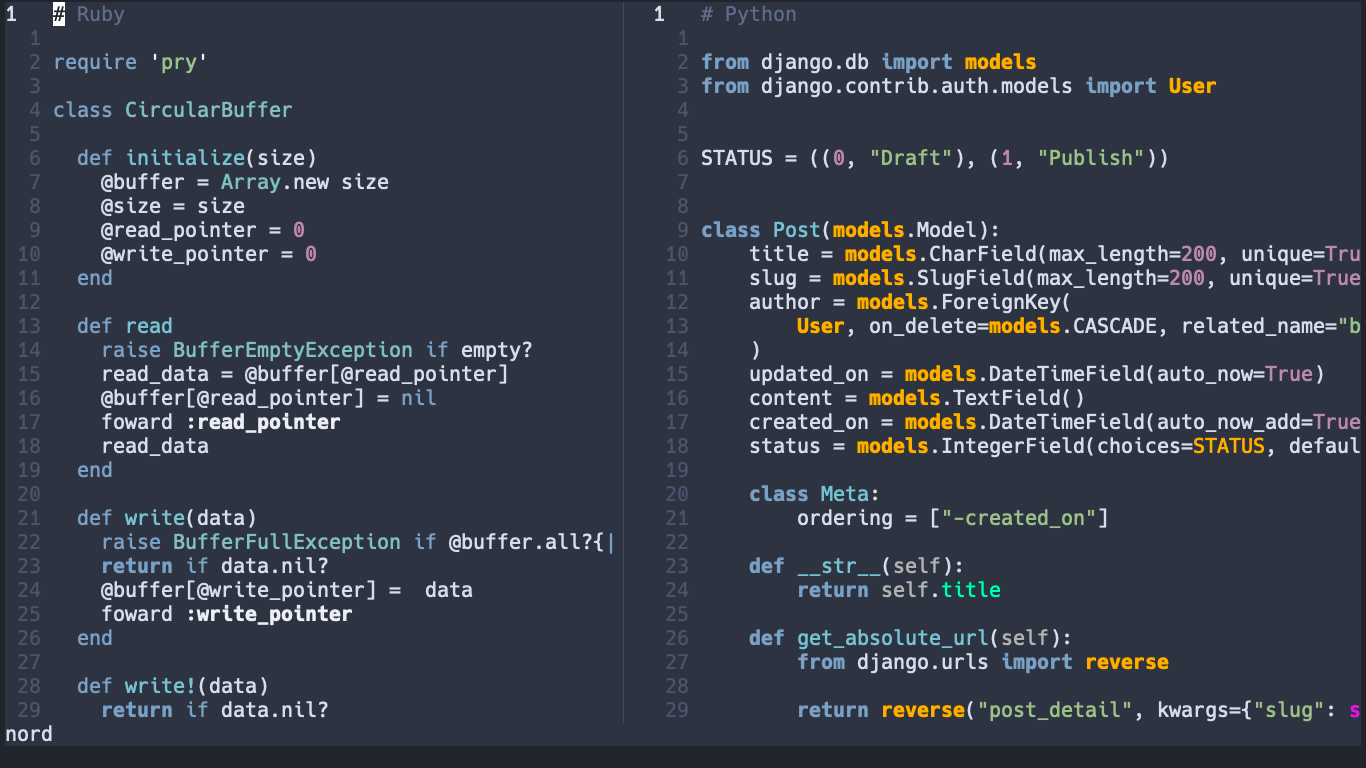 1 # Ruby
1
2 require 'pry'
3
4 class CircularBuffer
5
6 def initialize(size)
7 @buffer = Array.new size
8 @size = size
9 @read_pointer = 0
10 @write_pointer = 0
11 end
12
13 def read
14 raise BufferEmptyException if empty?
15 read_data = @buffer[@read_pointer]
16 @buffer[@read_pointer] = nil
17 foward :read_pointer
18 read_data
19 end
20
21 def write(data)
22 raise BufferFullException if @buffer.all?{|
23 return if data.nil?
24 @buffer[@write_pointer] =  data
25 foward :write_pointer
26 end
27
28 def write!(data)
29 return if data.nil?
1 # Python
1
2 from django.db import models
3 from django.contrib.auth.models import User
4
5
6 STATUS = ((0, "Draft"), (1, "Publish"))
7
8
9 class Post(models.Model):
10 title = models.CharField(max_length=200, unique=Tru
11 slug = models.SlugField(max_length=200, unique=True
12 author = models.ForeignKey(
13 User, on_delete=models.CASCADE, related_name="b
14 )
15 updated_on = models.DateTimeField(auto_now=True)
16 content = models.TextField()
17 created_on = models.DateTimeField(auto_now_add=True
18 status = models.IntegerField(choices=STATUS, defaul
19
20 class Meta:
21 ordering = ["-created_on"]
22
23 def __str__(self):
24 return self.title
25
26 def get_absolute_url(self):
27 from django.urls import reverse
28
29 return reverse("post_detail", kwargs={"slug": s
nord